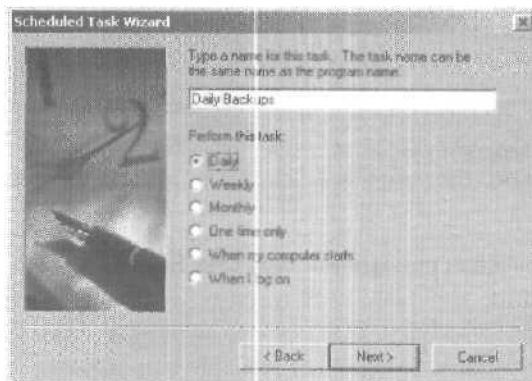 Scheduled Task Wizard
Type a name for this task. The task name can be
the same name as the program name.
Daily Backups
Perform this task:
Daily
Weekly
Monthly
One time only
When my computer starts
When I log on
< Back
Next >
Cancel